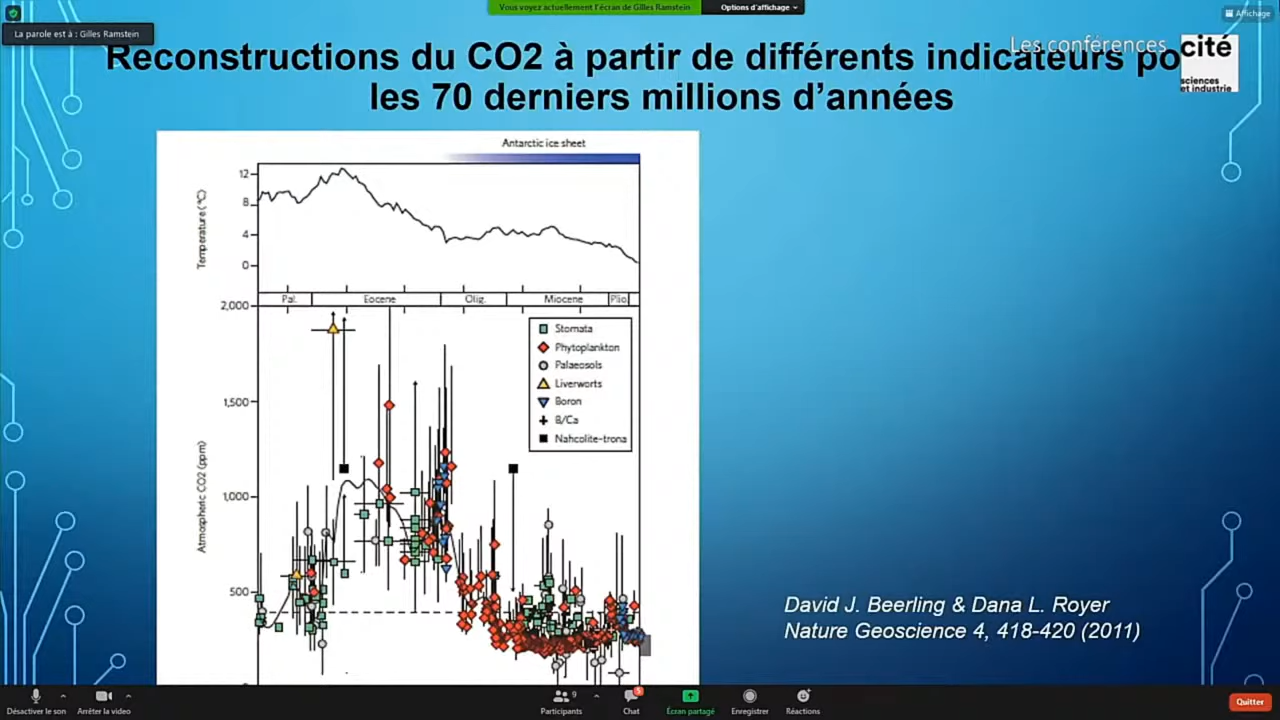 Vous voyez actuellement l'écran de Gilles Ramstein
Options d'affichage
Affichage
La parole est à : Gilles Ramstein
Les conférences
cité
sciences
et industrie
Reconstructions du CO2 à partir de différents indicateurs po
les 70 derniers millions d'années
Antarctic ice sheet
12
8
4
0
Temperature (°C)
Pal.
Eocene
Olig.
Miocene
Plio.
2,000
1,500
1,000
500
Atmospheric CO2 (ppm)
Stomata
Phytoplankton
Palaeosols
Liverworts
Boron
B/Ca
Nahcolite-trona
David J. Beerling & Dana L. Royer
Nature Geoscience 4, 418-420 (2011)
9
5
Désactiver le son
Arrêter la video
Participants
Chat
Écran partagé
Enregistrer
Réactions
Quitter